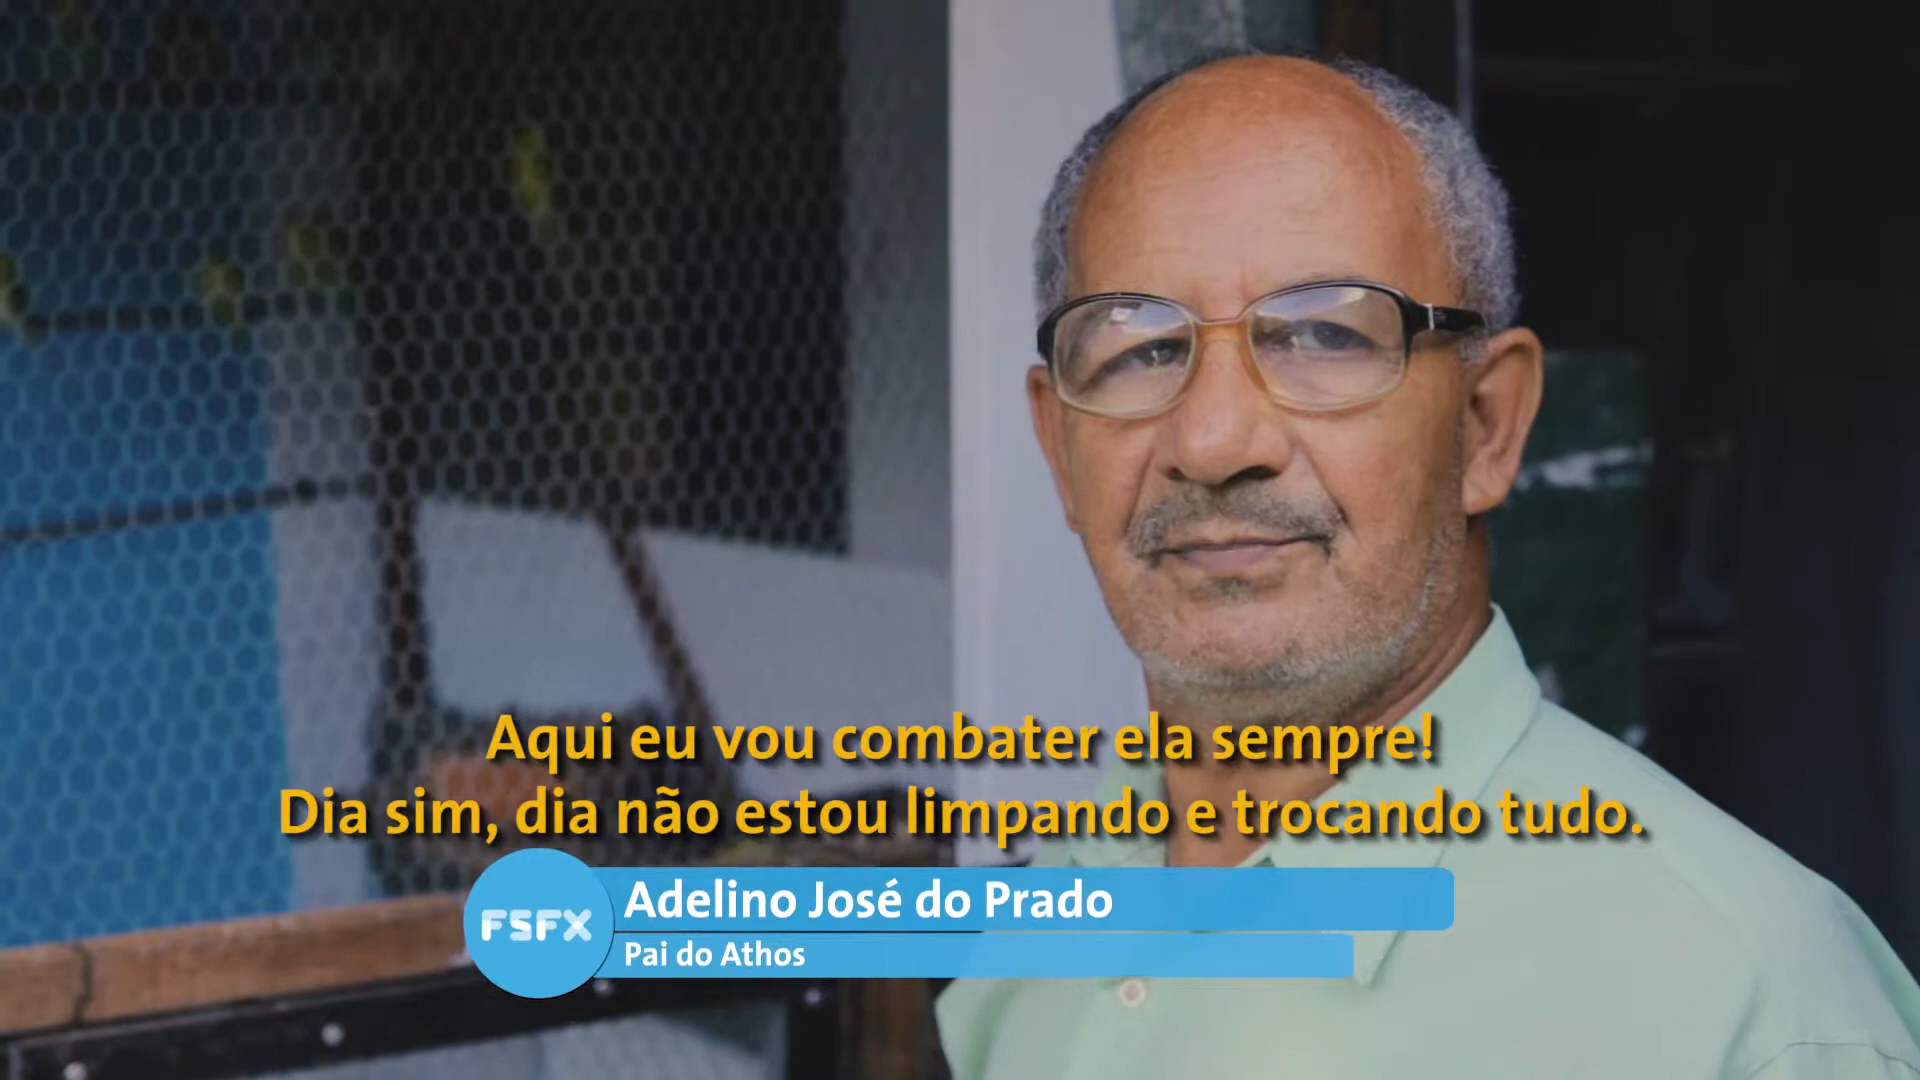 Aqui eu vou combater ela sempre!
Dia sim, dia não estou limpando e trocando tudo.
FSFX
Adelino José do Prado
Pai do Athos